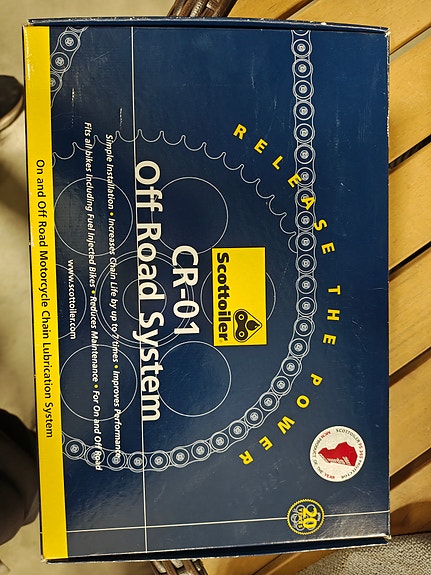 RELEASE THE POWER
Scottoiler
CR-01
Off Road System
Simple Installation • Increases Chain Life by up to 7 times • Improves Performance
Fits all bikes Including Fuel Injected Bikes • Reduces Maintenance • For On and Off Road
www.scottoiler.com
On and Off Road Motorcycle Chain Lubrication System
20